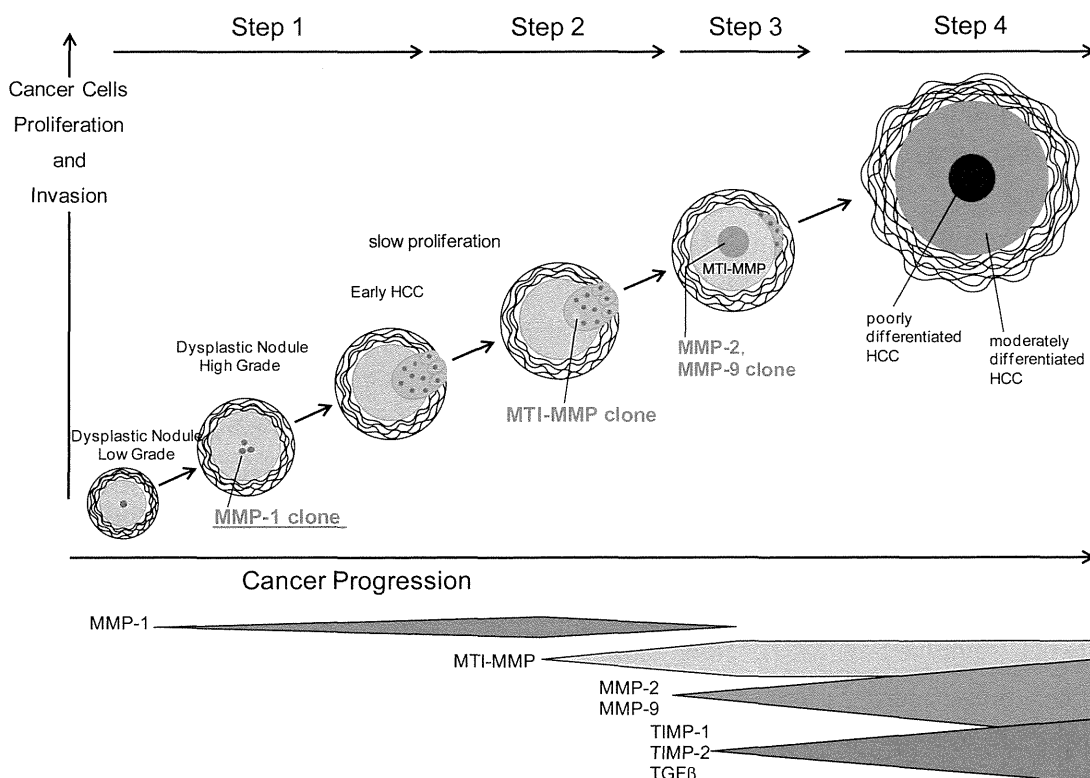 Step 1
Step 2
Step 3
Step 4
Cancer Cells
Proliferation
and
Invasion
slow proliferation
Early HCC
Dysplastic Nodule
High Grade
Dysplastic Nodule
Low Grade
MMP-1 clone
MTI-MMP clone
MTI-MMP
MMP-2,
MMP-9 clone
poorly
differentiated
HCC
moderately
differentiated
HCC
Cancer Progression
MMP-1
MTI-MMP
MMP-2
MMP-9
TIMP-1
TIMP-2
TGFβ